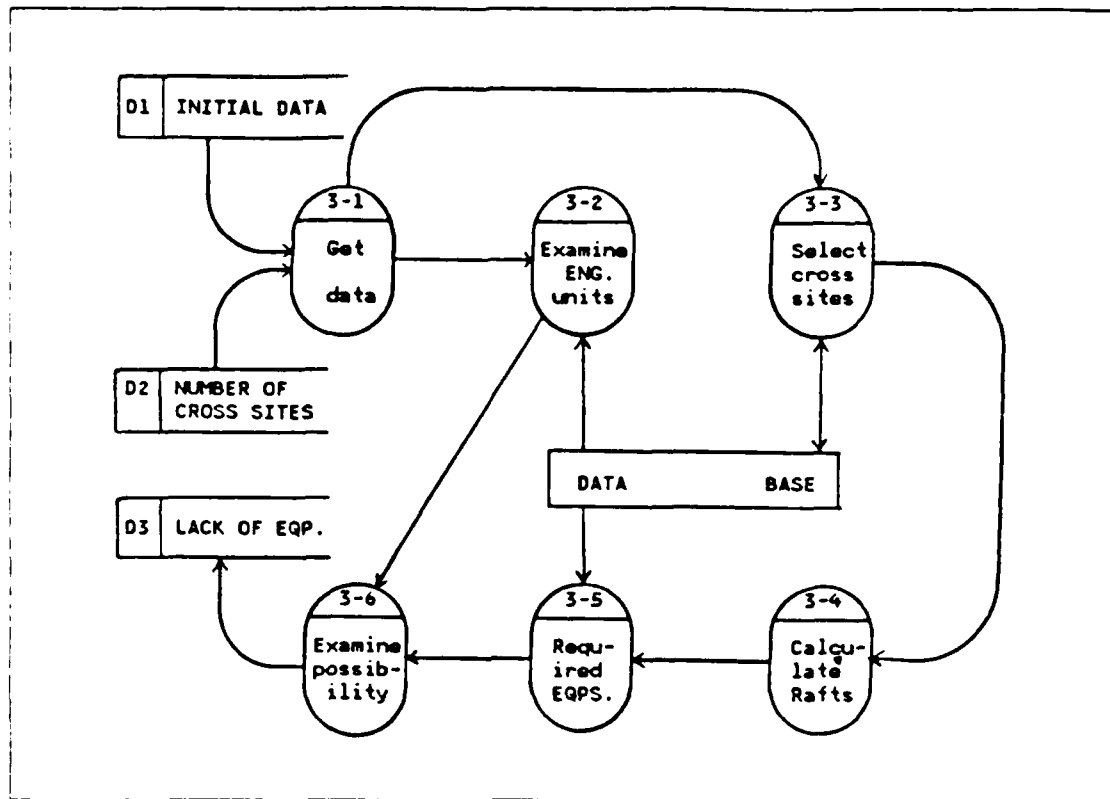 D1 INITIAL DATA
3-1
Get
data
3-2
Examine
ENG.
units
3-3
Select
cross
sites
D2 NUMBER OF
CROSS SITES
DATA BASE
D3 LACK OF EQP.
3-6
Examine
possib-
ility
3-5
Requ-
ired
EQPS.
3-4
Calcu-
late
Rafts